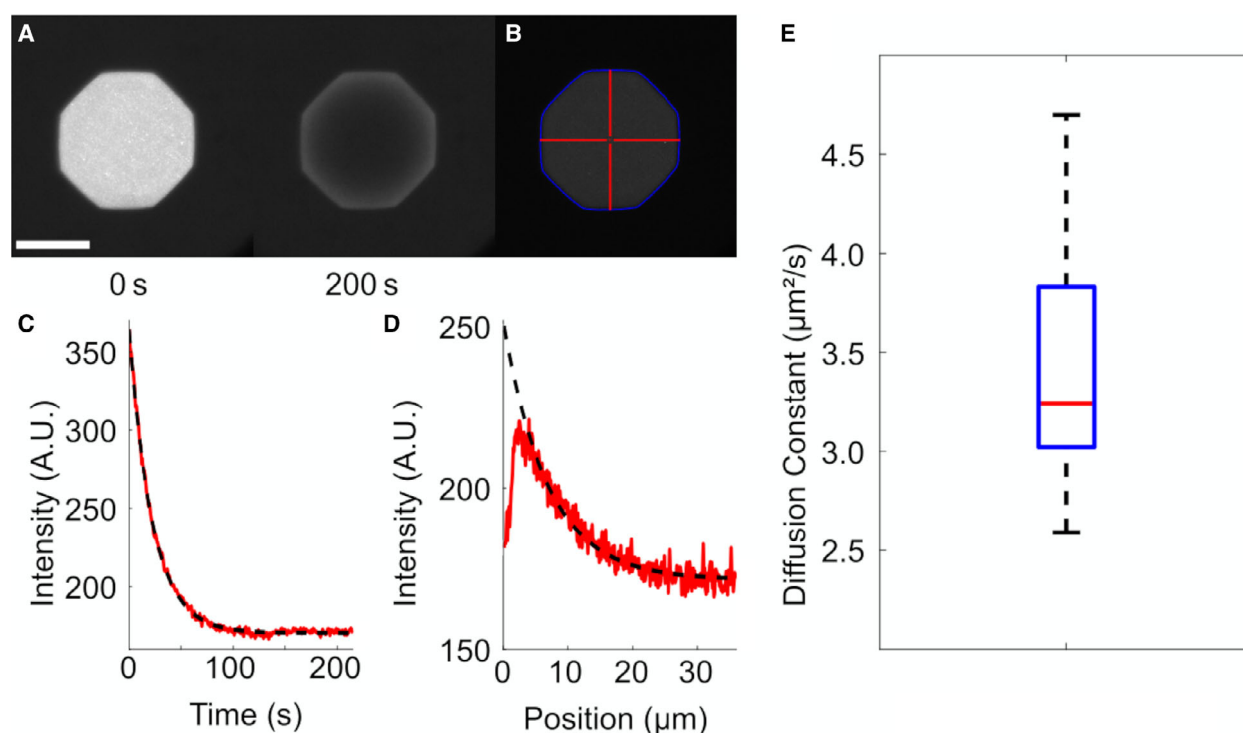 A
B
E
0 s
200 s
C
D
Intensity (A.U.)
350
300
250
200
0
100
200
Time (s)
Intensity (A.U.)
250
200
150
0
10
20
30
Position (µm)
Diffusion Constant (µm²/s)
4.5
4.0
3.5
3.0
2.5